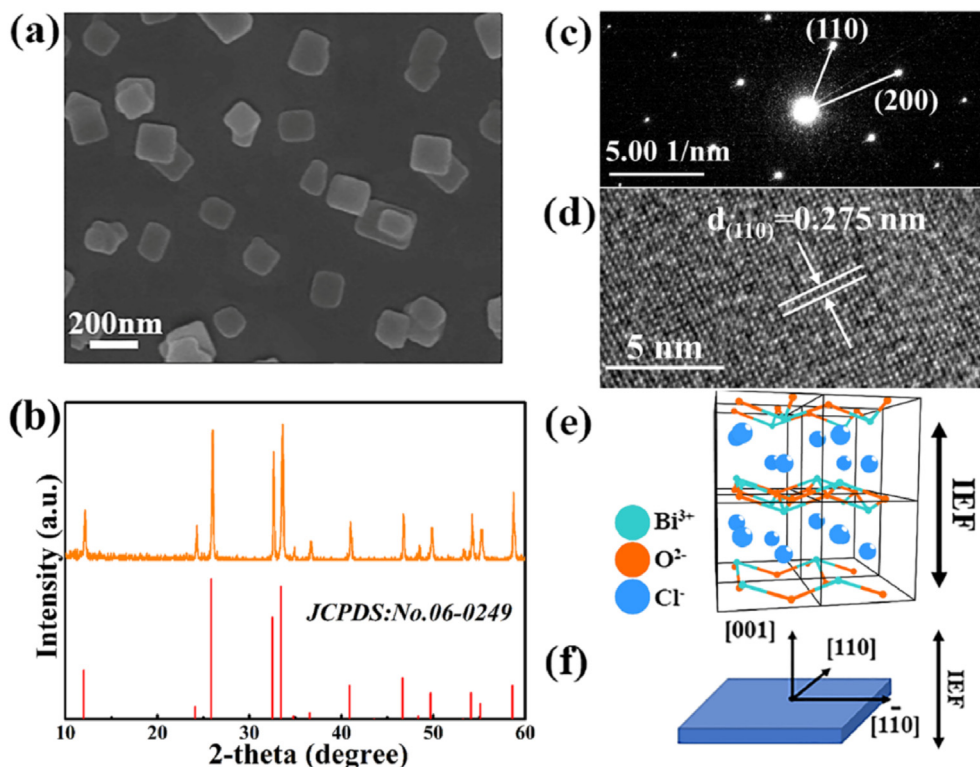 (a)
200nm
(b)
Intensity (a.u.)
JCPDS:No.06-0249
10 20 30 40 50 60
2-theta (degree)
(c)
(110)
(200)
5.00 1/nm
(d)
d(110)=0.275 nm
5 nm
(e)
Bi³⁺
O²⁻
Cl⁻
IEF
(f)
[001]
[110]
[11̄0]
IEF